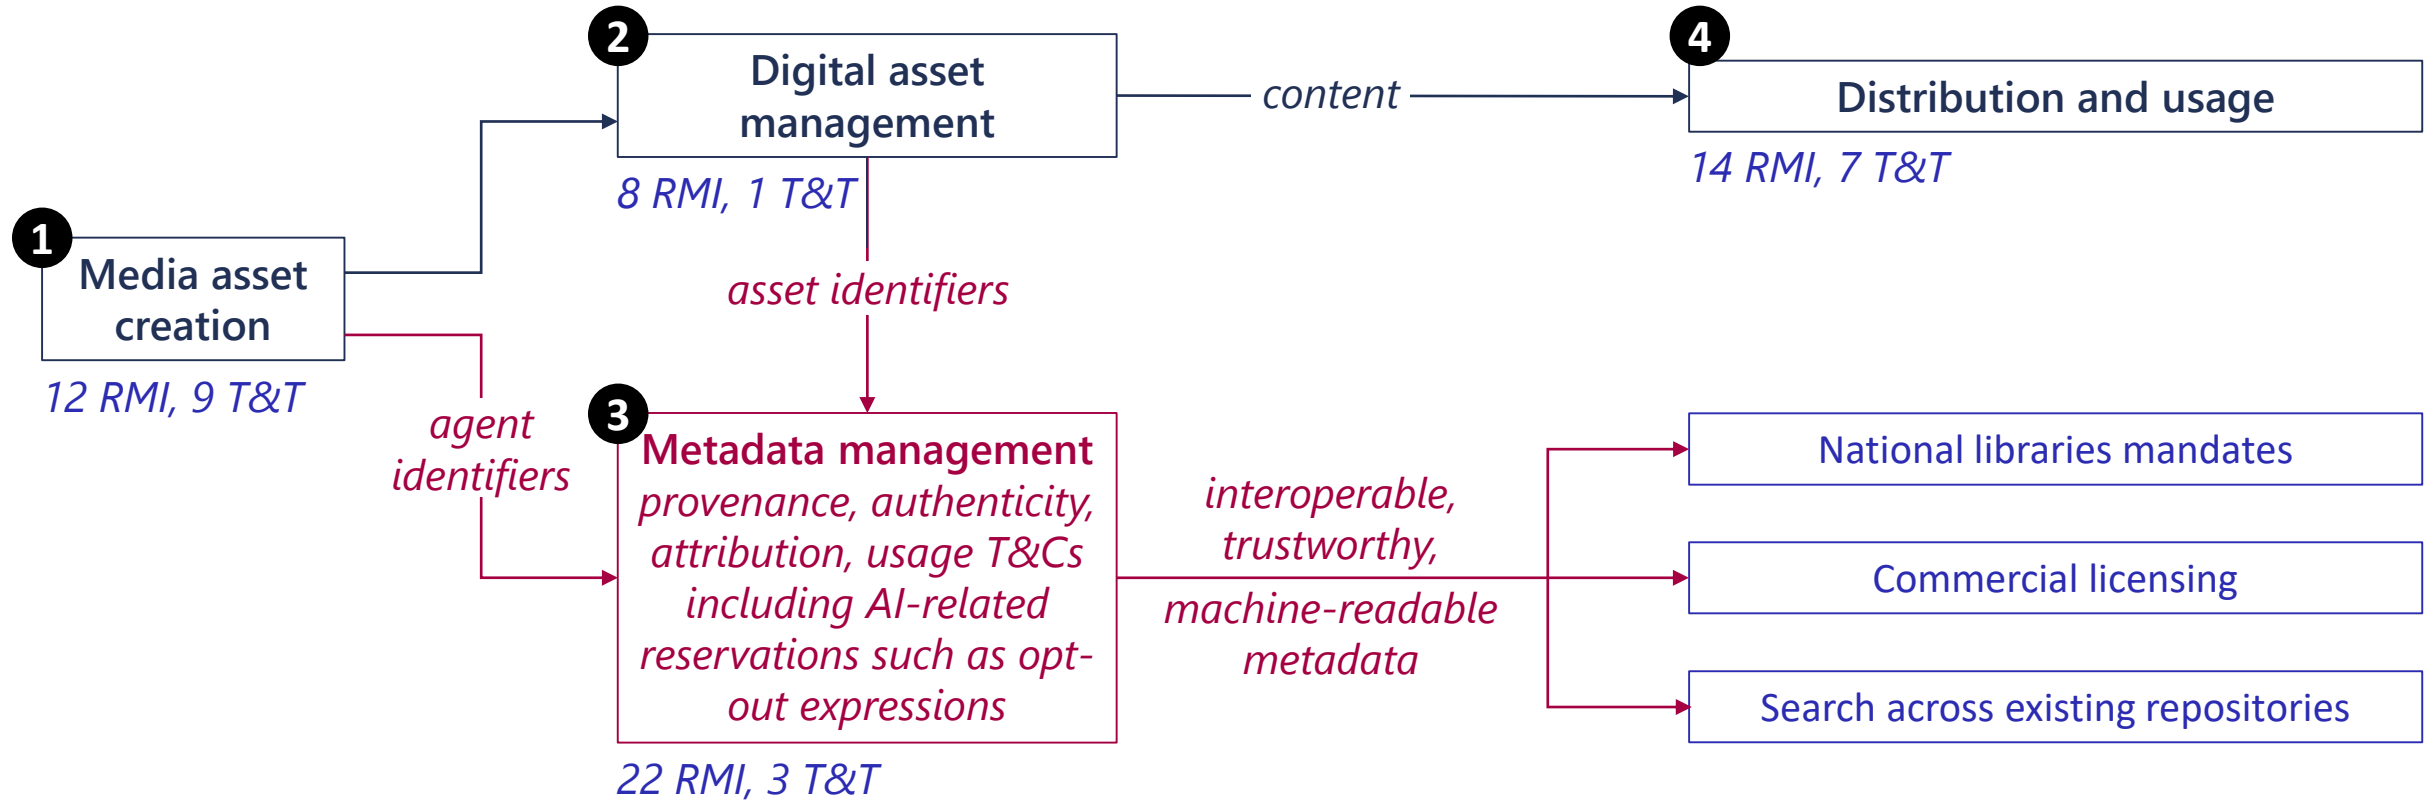 1
Media asset
creation
12 RMI, 9 T&T
2
Digital asset
management
8 RMI, 1 T&T
asset identifiers
agent
identifiers
3
Metadata management
provenance, authenticity,
attribution, usage T&Cs
including AI-related
reservations such as opt-
out expressions
22 RMI, 3 T&T
content
4
Distribution and usage
14 RMI, 7 T&T
interoperable,
trustworthy,
machine-readable
metadata
National libraries mandates
Commercial licensing
Search across existing repositories